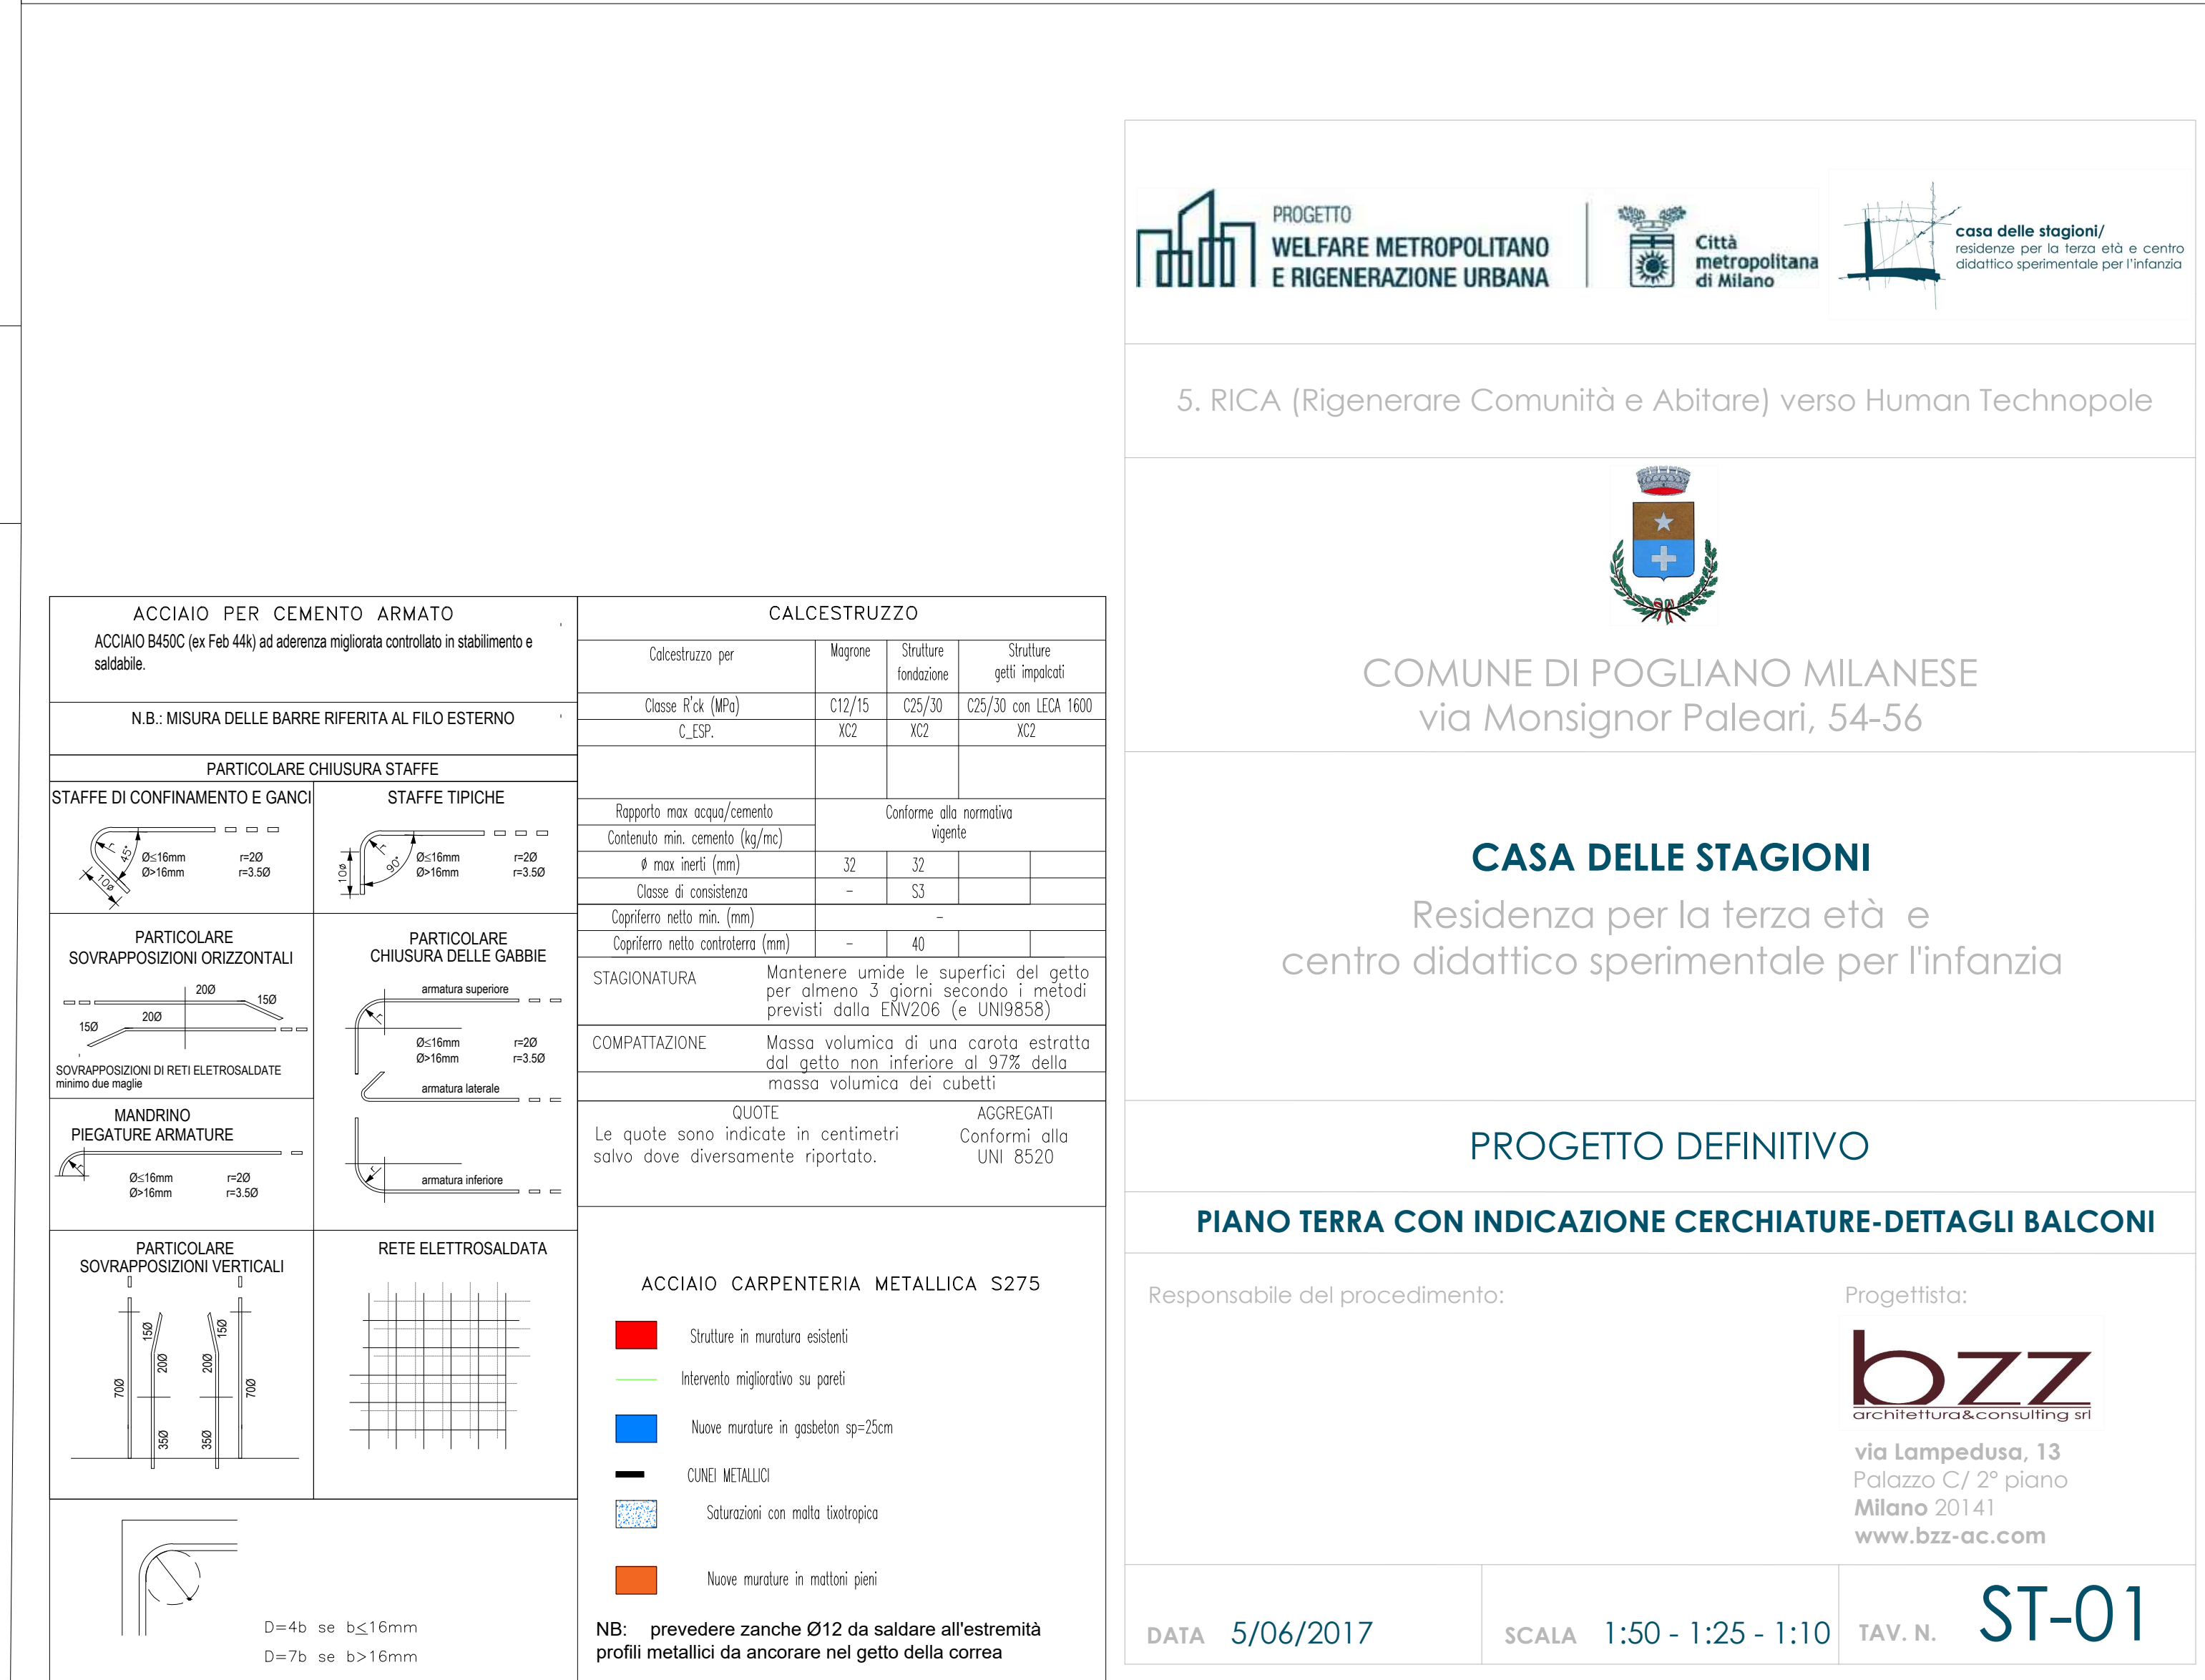 ACCIAIO PER CEMENTO ARMATO
ACCIAIO B450C (ex Feb 44k) ad aderenza migliorata controllato in stabilimento e
saldabile.
N.B.: MISURA DELLE BARRE RIFERITA AL FILO ESTERNO
PARTICOLARE CHIUSURA STAFFE
STAFFE DI CONFINAMENTO E GANCI
r
45°
10ø
Ø≤16mm r=2Ø
Ø>16mm r=3.5Ø
STAFFE TIPICHE
r
90°
10ø
Ø≤16mm r=2Ø
Ø>16mm r=3.5Ø
PARTICOLARE
SOVRAPPOSIZIONI ORIZZONTALI
20Ø
15Ø
20Ø
15Ø
SOVRAPPOSIZIONI DI RETI ELETROSALDATE
minimo due maglie
PARTICOLARE
CHIUSURA DELLE GABBIE
armatura superiore
r
Ø≤16mm r=2Ø
Ø>16mm r=3.5Ø
armatura laterale
r
armatura inferiore
MANDRINO
PIEGATURE ARMATURE
r
Ø≤16mm r=2Ø
Ø>16mm r=3.5Ø
PARTICOLARE
SOVRAPPOSIZIONI VERTICALI
15Ø 15Ø
20Ø 20Ø
70Ø 70Ø
35Ø 35Ø
RETE ELETTROSALDATA
D=4b se b≤16mm
D=7b se b>16mm
CALCESTRUZZO
Calcestruzzo per Magrone Strutture Strutture
fondazione getti impalcati
Classe R'ck (MPa) C12/15 C25/30 C25/30 con LECA 1600
C_ESP. XC2 XC2 XC2
Rapporto max acqua/cemento Conforme alla normativa
Contenuto min. cemento (kg/mc) vigente
ø max inerti (mm) 32 32
Classe di consistenza - S3
Copriferro netto min. (mm) -
Copriferro netto controterra (mm) - 40
STAGIONATURA Mantenere umide le superfici del getto
per almeno 3 giorni secondo i metodi
previsti dalla ENV206 (e UNI9858)
COMPATTAZIONE Massa volumica di una carota estratta
dal getto non inferiore al 97% della
massa volumica dei cubetti
QUOTE AGGREGATI
Le quote sono indicate in centimetri Conformi alla
salvo dove diversamente riportato. UNI 8520
ACCIAIO CARPENTERIA METALLICA S275
Strutture in muratura esistenti
Intervento migliorativo su pareti
Nuove murature in gasbeton sp=25cm
CUNEI METALLICI
Saturazioni con malta tixotropica
Nuove murature in mattoni pieni
NB: prevedere zanche Ø12 da saldare all'estremità
profili metallici da ancorare nel getto della correa
PROGETTO
WELFARE METROPOLITANO
E RIGENERAZIONE URBANA
Città
metropolitana
di Milano
casa delle stagioni/
residenze per la terza età e centro
didattico sperimentale per l'infanzia
5. RICA (Rigenerare Comunità e Abitare) verso Human Technopole
COMUNE DI POGLIANO MILANESE
via Monsignor Paleari, 54-56
CASA DELLE STAGIONI
Residenza per la terza età e
centro didattico sperimentale per l'infanzia
PROGETTO DEFINITIVO
PIANO TERRA CON INDICAZIONE CERCHIATURE-DETTAGLI BALCONI
Responsabile del procedimento: Progettista:
bzz
architettura&consulting srl
via Lampedusa, 13
Palazzo C/ 2° piano
Milano 20141
www.bzz-ac.com
DATA 5/06/2017 SCALA 1:50 - 1:25 - 1:10 TAV. N. ST-01